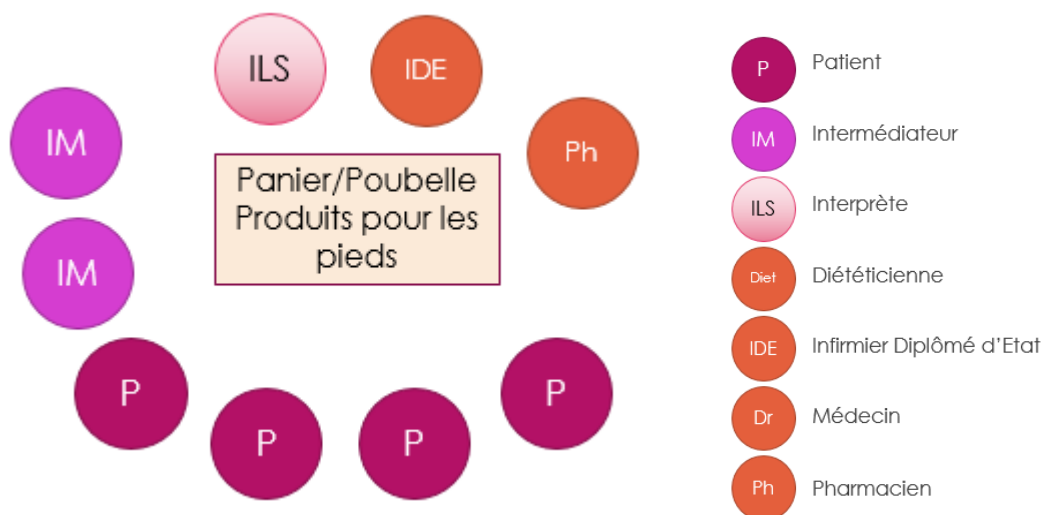 ILS
IDE
IM
Ph
Panier/Poubelle
Produits pour les
pieds
IM
P
P
P
P
P Patient
IM Intermédiateur
ILS Interprète
Diet Diététicienne
IDE Infirmier Diplômé d'Etat
Dr Médecin
Ph Pharmacien